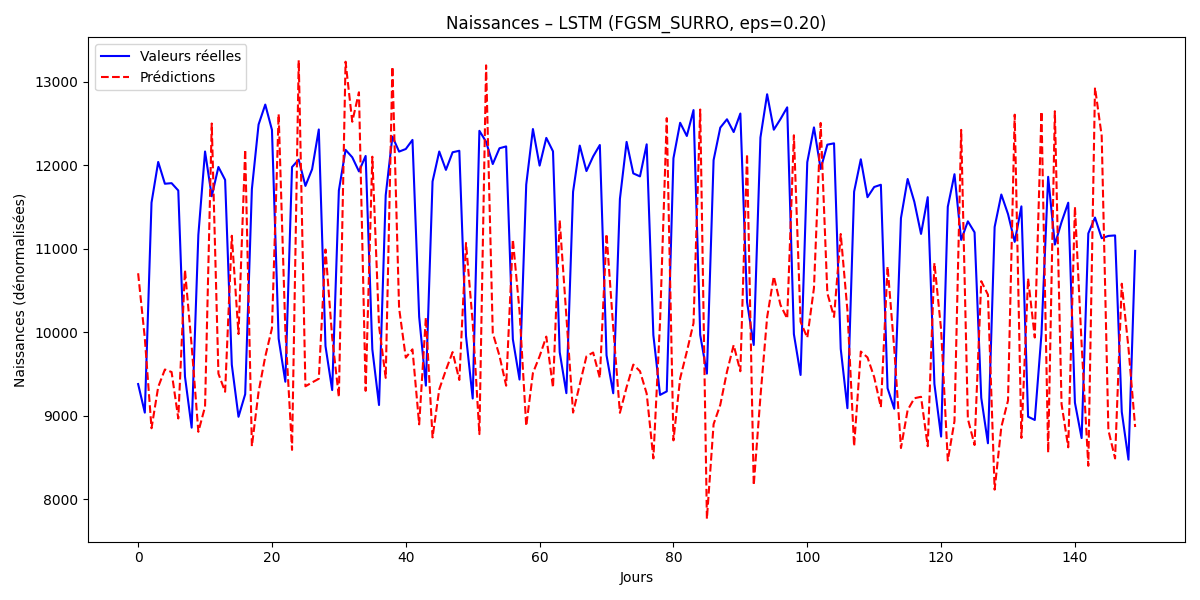 Naissances – LSTM (FGSM_SURRO, eps=0.20)
Valeurs réelles
Prédictions
Naissances (dénormalisées)
13000
12000
11000
10000
9000
8000
0 20 40 60 80 100 120 140
Jours